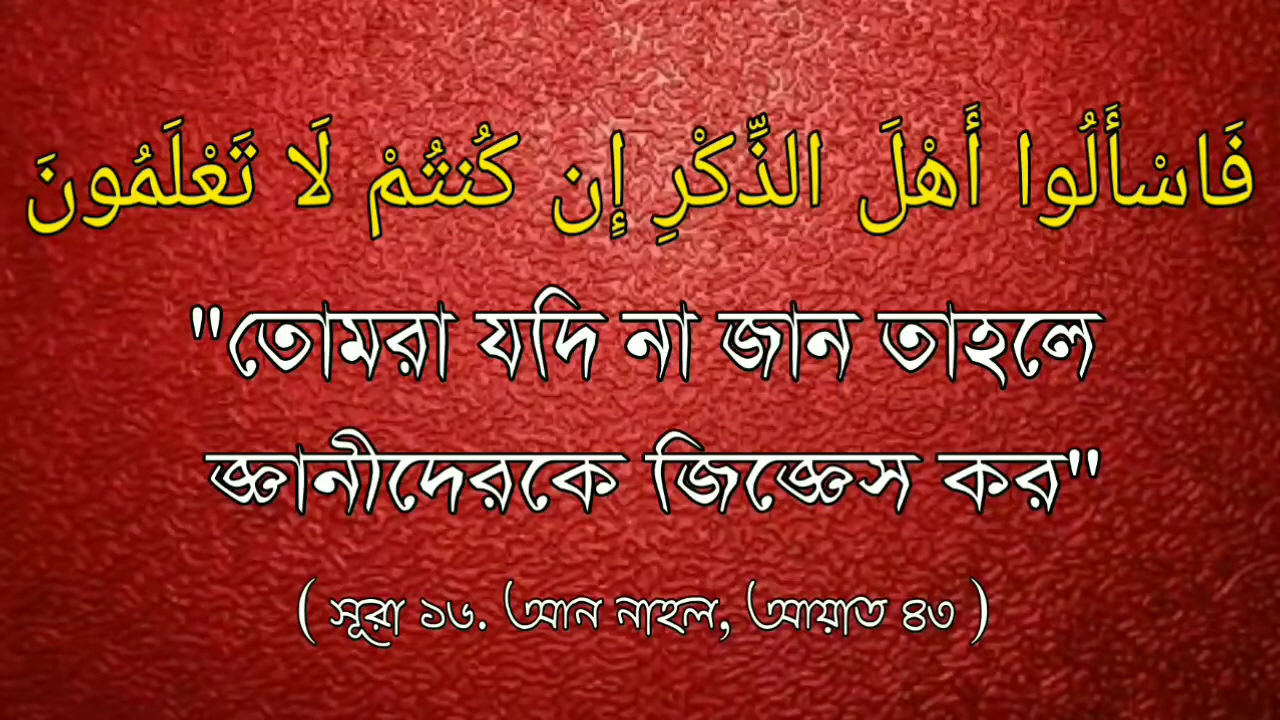 فَاسْأَلُوا أَهْلَ الذِّكْرِ إِن كُنتُمْ لَا تَعْلَمُونَ
"তোমরা যদি না জান তাহলে
জ্ঞানীদেরকে জিজ্ঞেস কর"
( সূরা ১৬. আন নাহল, আয়াত ৪৩ )